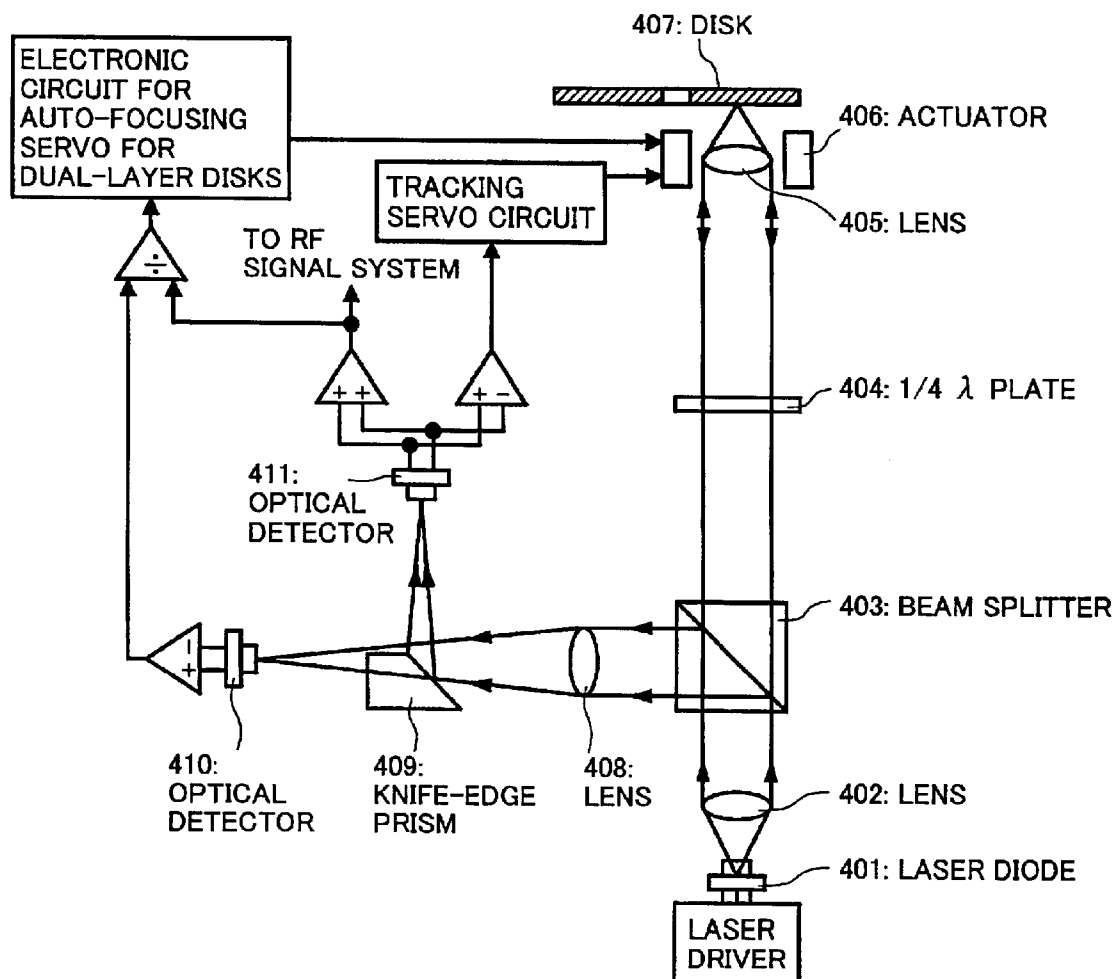 ELECTRONIC
CIRCUIT FOR
AUTO-FOCUSING
SERVO FOR
DUAL-LAYER DISKS
407: DISK
406: ACTUATOR
TRACKING
SERVO CIRCUIT
405: LENS
÷
TO RF
SIGNAL SYSTEM
+ +
+ -
404: 1/4 λ PLATE
411:
OPTICAL
DETECTOR
403: BEAM SPLITTER
- +
410:
OPTICAL
DETECTOR
409:
KNIFE-EDGE
PRISM
408:
LENS
402: LENS
401: LASER DIODE
LASER
DRIVER